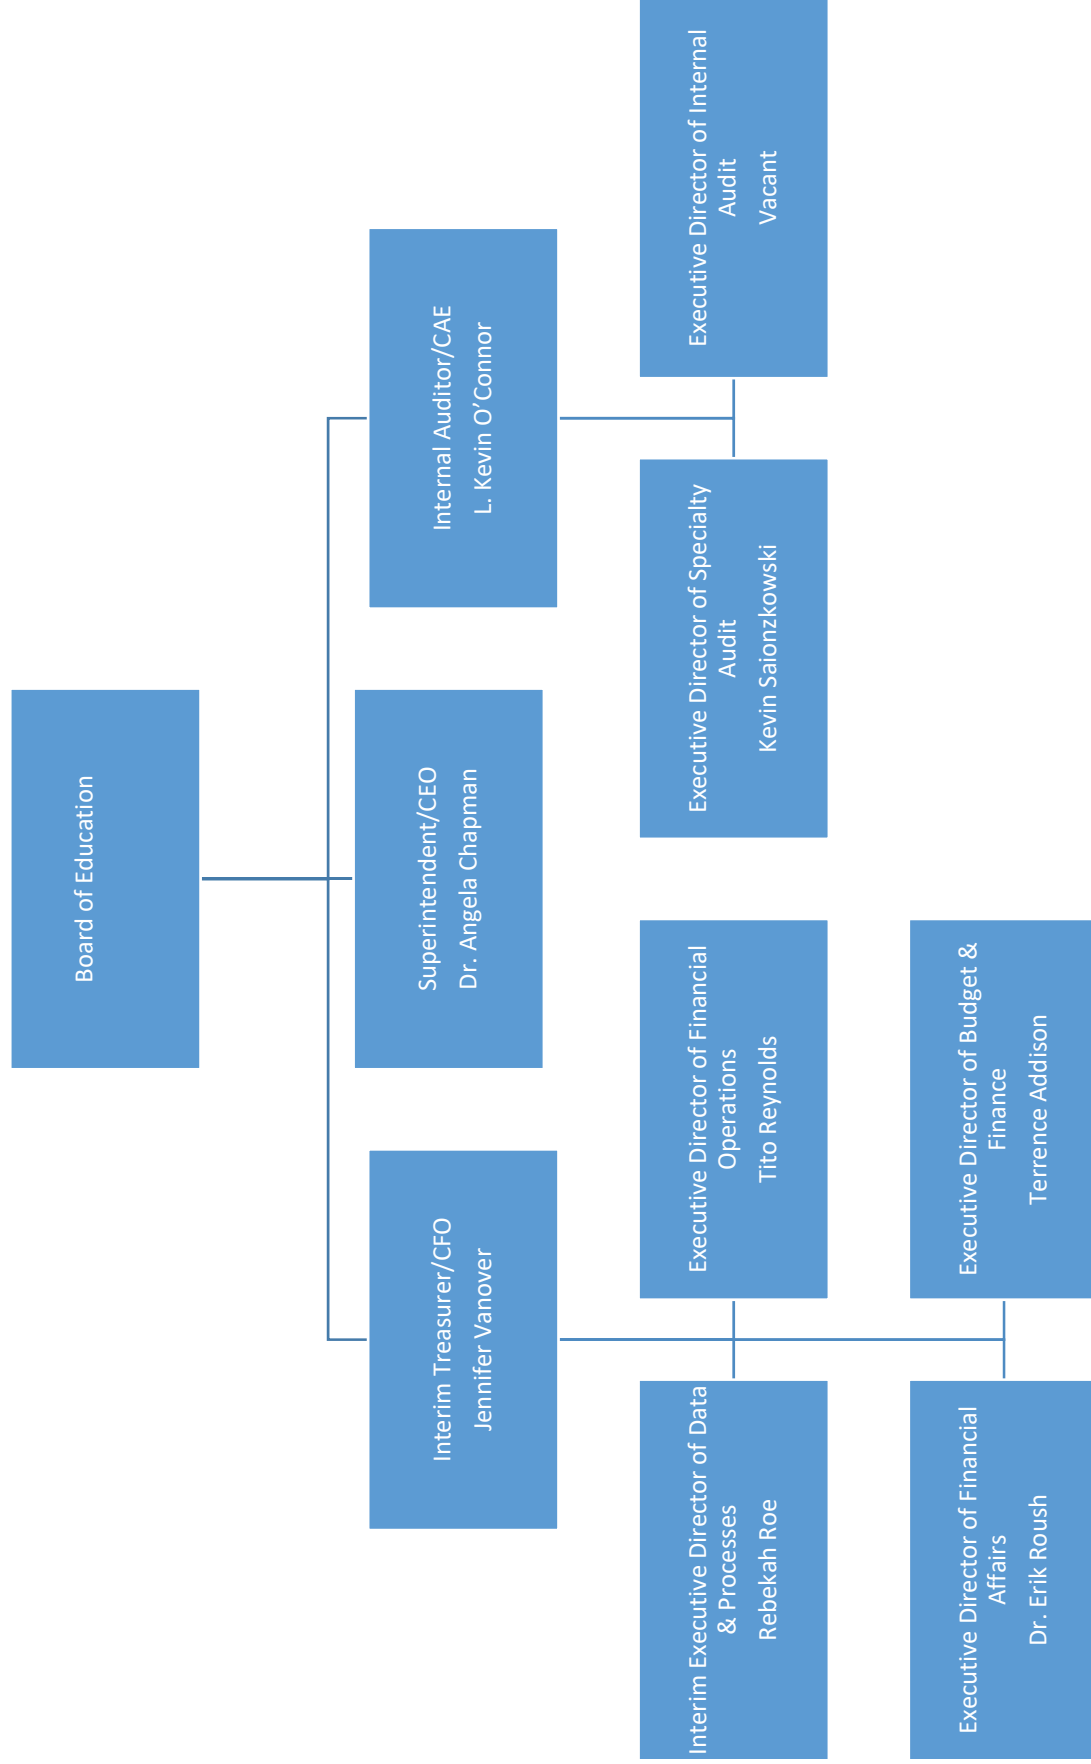 Board of Education
Interim Treasurer/CFO
Jennifer Vanover
Superintendent/CEO
Dr. Angela Chapman
Internal Auditor/CAE
L. Kevin O’Connor
Interim Executive Director of Data
& Processes
Rebekah Roe
Executive Director of Financial
Operations
Tito Reynolds
Executive Director of Specialty
Audit
Kevin Saionzkowski
Executive Director of Internal
Audit
Vacant
Executive Director of Financial
Affairs
Dr. Erik Roush
Executive Director of Budget &
Finance
Terrence Addison